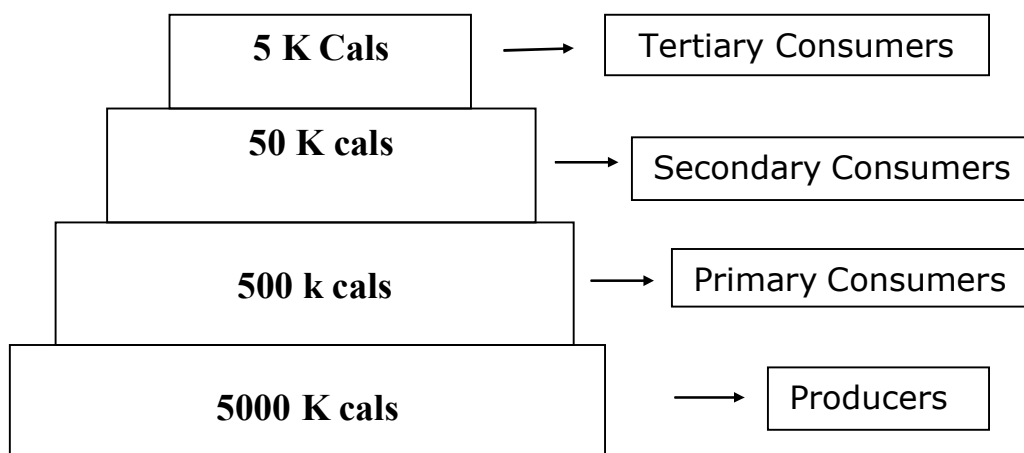 5 K Cals
Tertiary Consumers
50 K cals
Secondary Consumers
500 k cals
Primary Consumers
5000 K cals
Producers